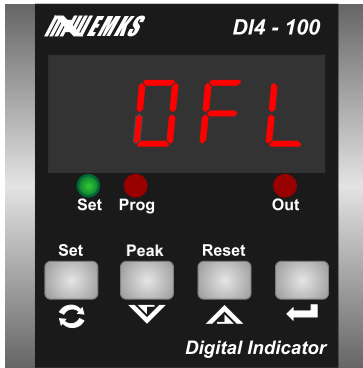 EMKS DI4 - 100
OFL
Set Prog Out
Set Peak Reset
Digital Indicator